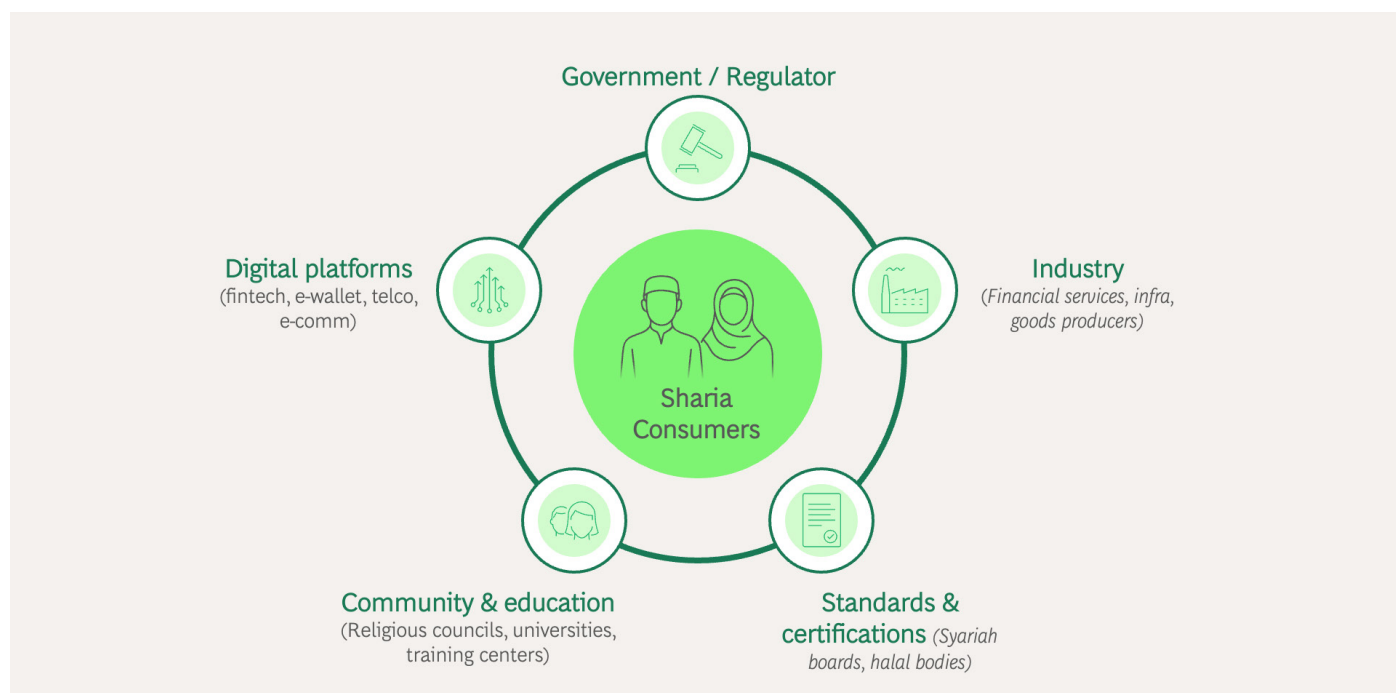 Government / Regulator
Digital platforms
(fintech, e-wallet, telco,
e-comm)
Industry
(Financial services, infra,
goods producers)
Sharia
Consumers
Community & education
(Religious councils, universities,
training centers)
Standards &
certifications (Syariah
boards, halal bodies)